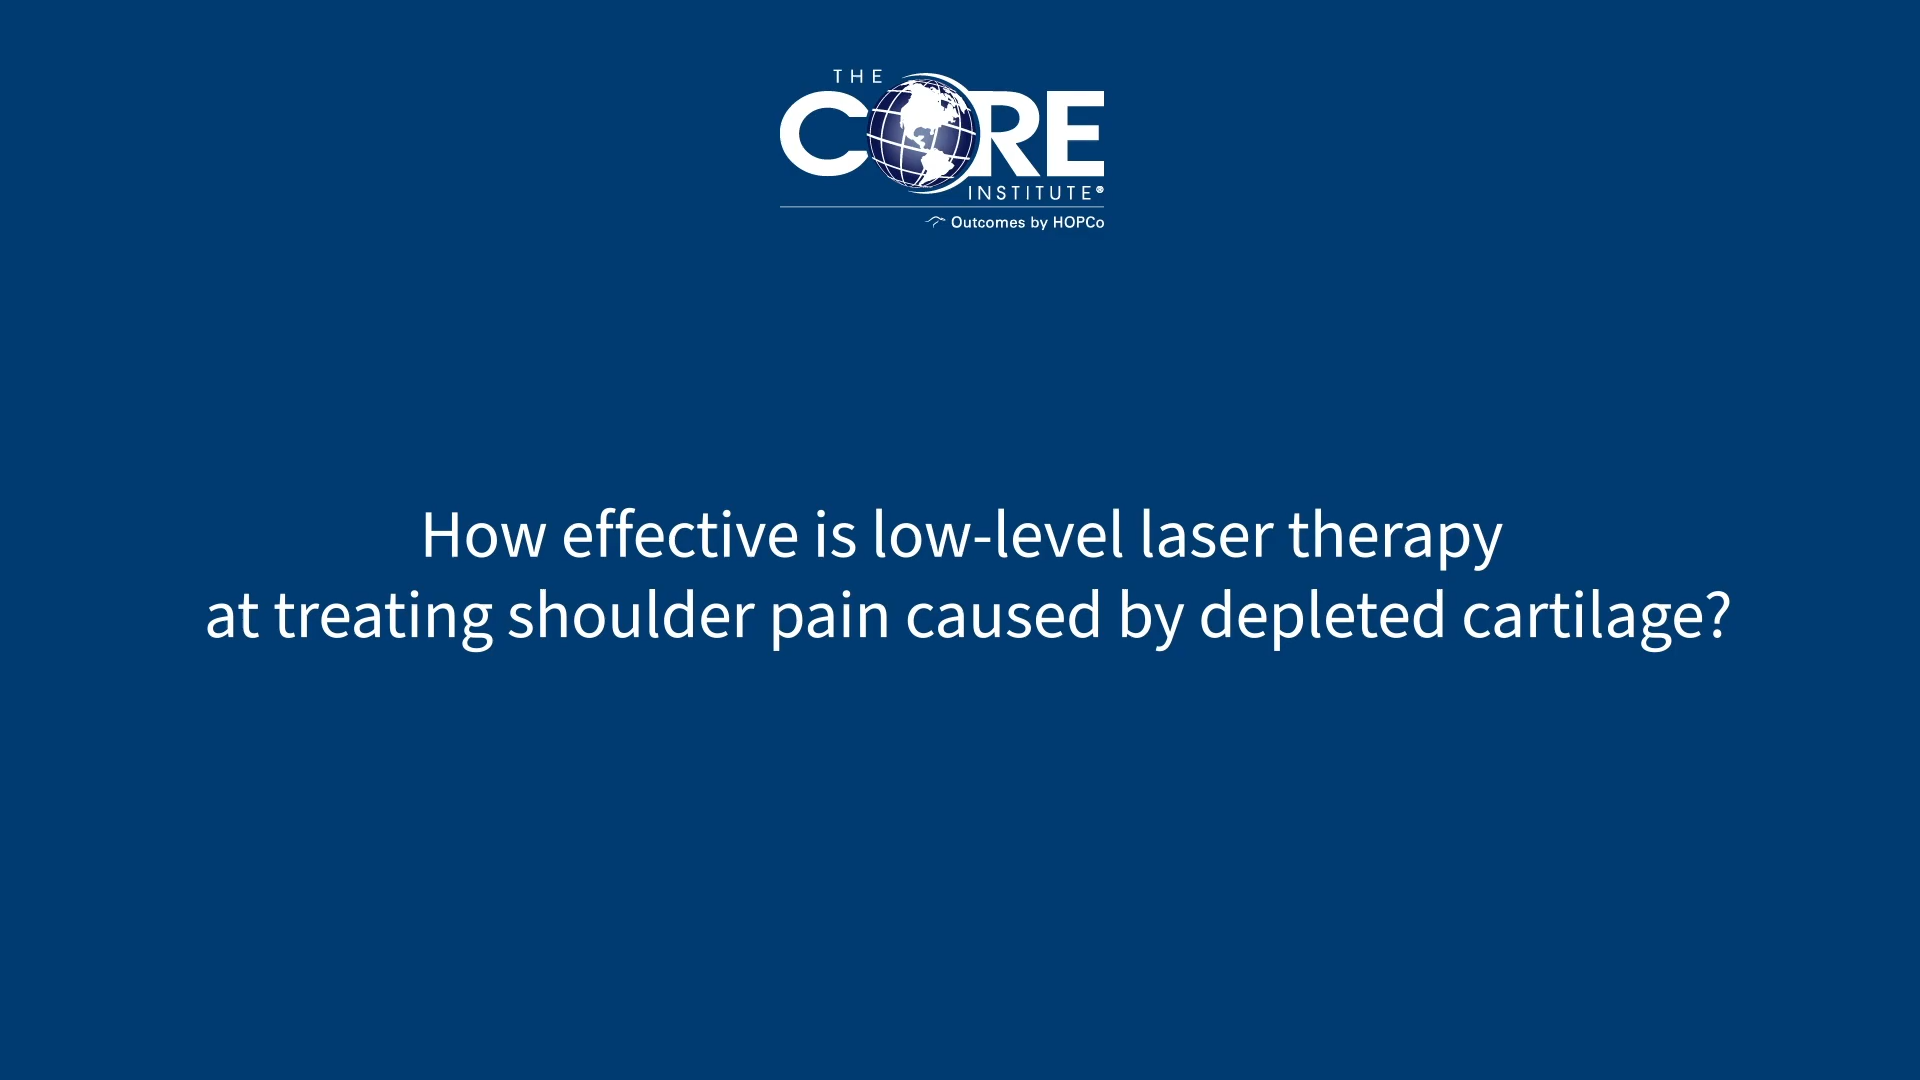 THE
CORE
INSTITUTE®
Outcomes by HOPCo
How effective is low-level laser therapy
at treating shoulder pain caused by depleted cartilage?